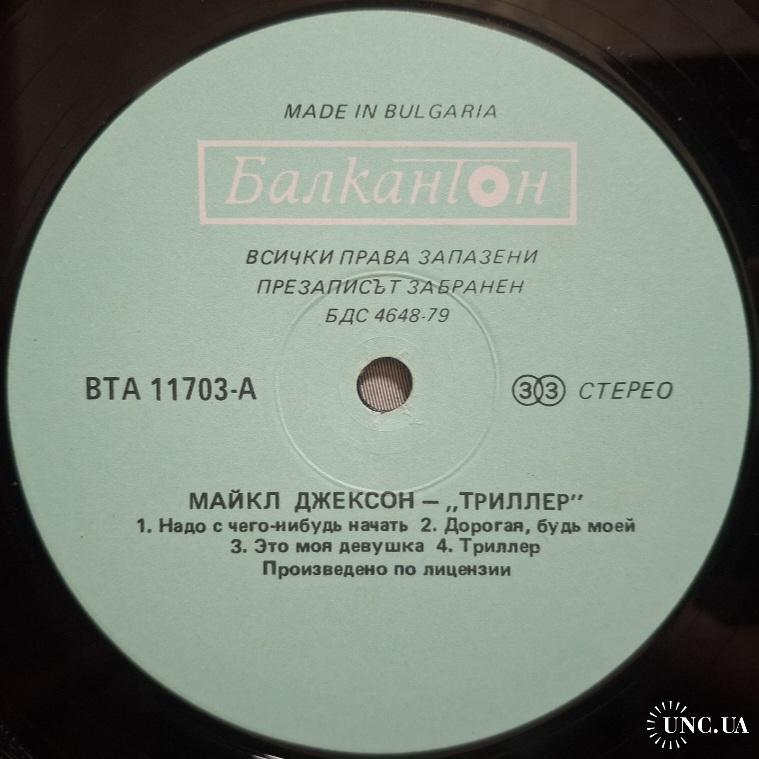 MADE IN BULGARIA
Балкантон
ВСИЧКИ ПРАВА ЗАПАЗЕНИ
ПРЕЗАПИСЪТ ЗАБРАНЕН
БДС 4648-79
ВТА 11703-А
33 СТЕРЕО
МАЙКЛ ДЖЕКСОН — „ТРИЛЛЕР"
1. Надо с чего-нибудь начать 2. Дорогая, будь моей
3. Это моя девушка 4. Триллер
Произведено по лицензии
UNC.UA